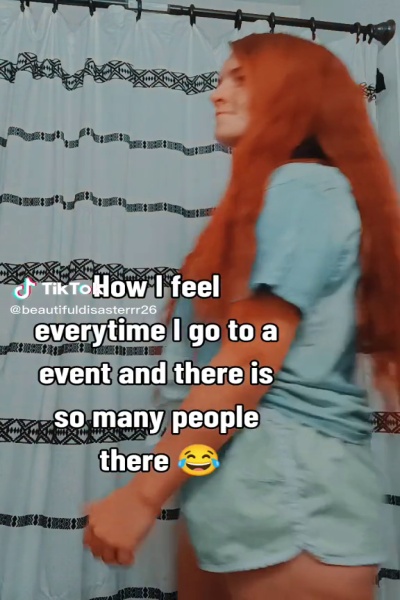 TikTok
@beautifuldisasterrr26
How I feel
everytime I go to a
event and there is
so many people
there 😂